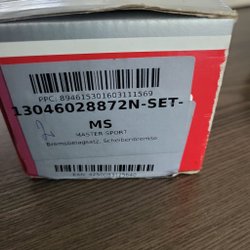 PPC: 894615301603111569
13046028872N-SET-
MS
MASTER-SPORT
Bremsbelagsatz, Scheibenbremse